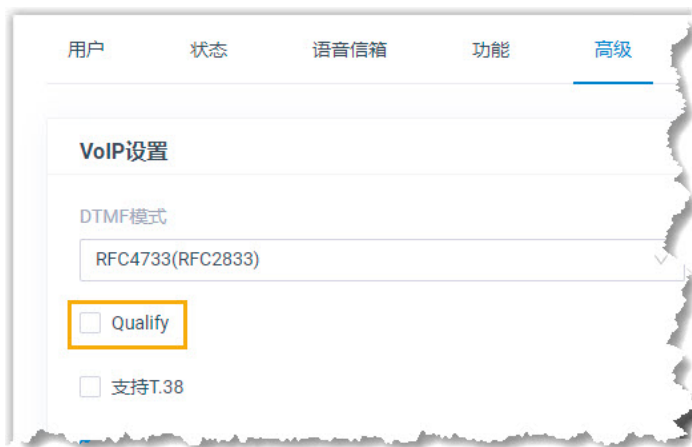 用户 状态 语音信箱 功能 高级
VoIP设置
DTMF模式
RFC4733(RFC2833)
Qualify
支持T.38